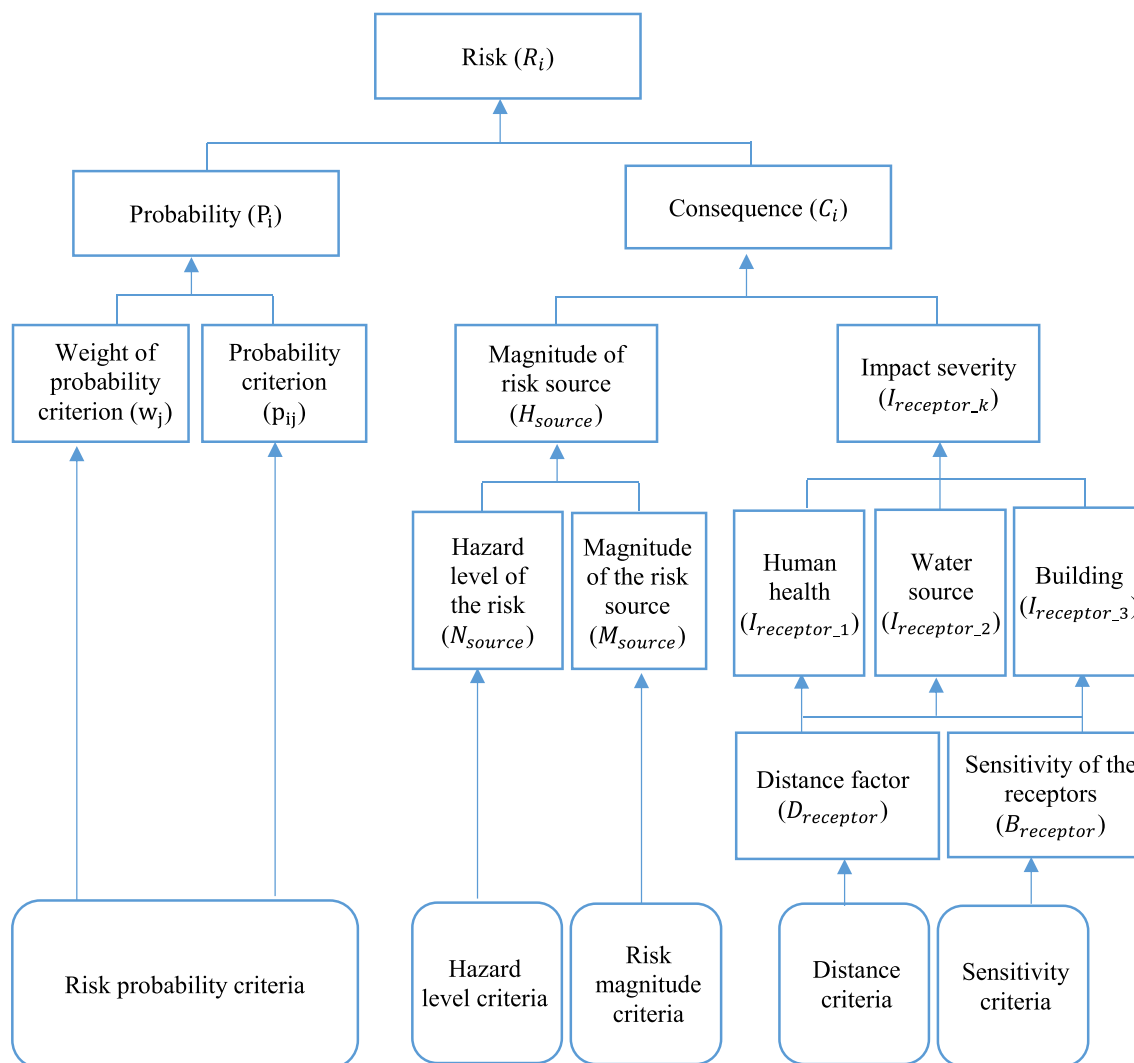 Risk (R_i)
Probability (P_i)
Consequence (C_i)
Weight of
probability
criterion (w_j)
Probability
criterion
(p_ij)
Magnitude of
risk source
(H_source)
Impact severity
(I_receptor_k)
Hazard
level of
the risk
(N_source)
Magnitude
of the risk
source
(M_source)
Human
health
(I_receptor_1)
Water
source
(I_receptor_2)
Building
(I_receptor_3)
Distance factor
(D_receptor)
Sensitivity of the
receptors
(B_receptor)
Risk probability criteria
Hazard
level criteria
Risk
magnitude
criteria
Distance
criteria
Sensitivity
criteria